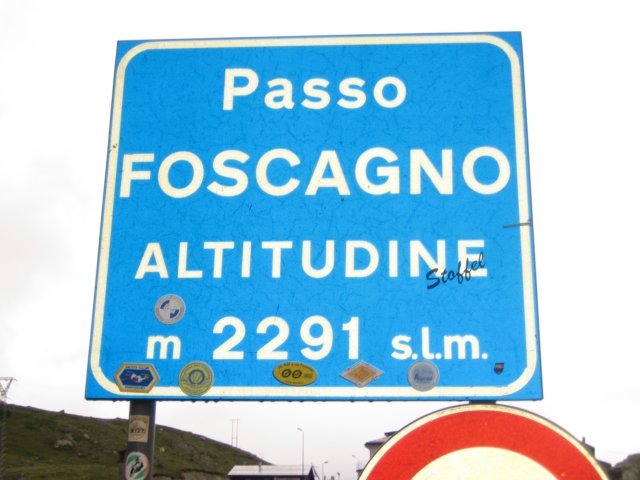 Passo
FOSCAGNO
ALTITUDINE
Stoffel
m 2291 s.l.m.